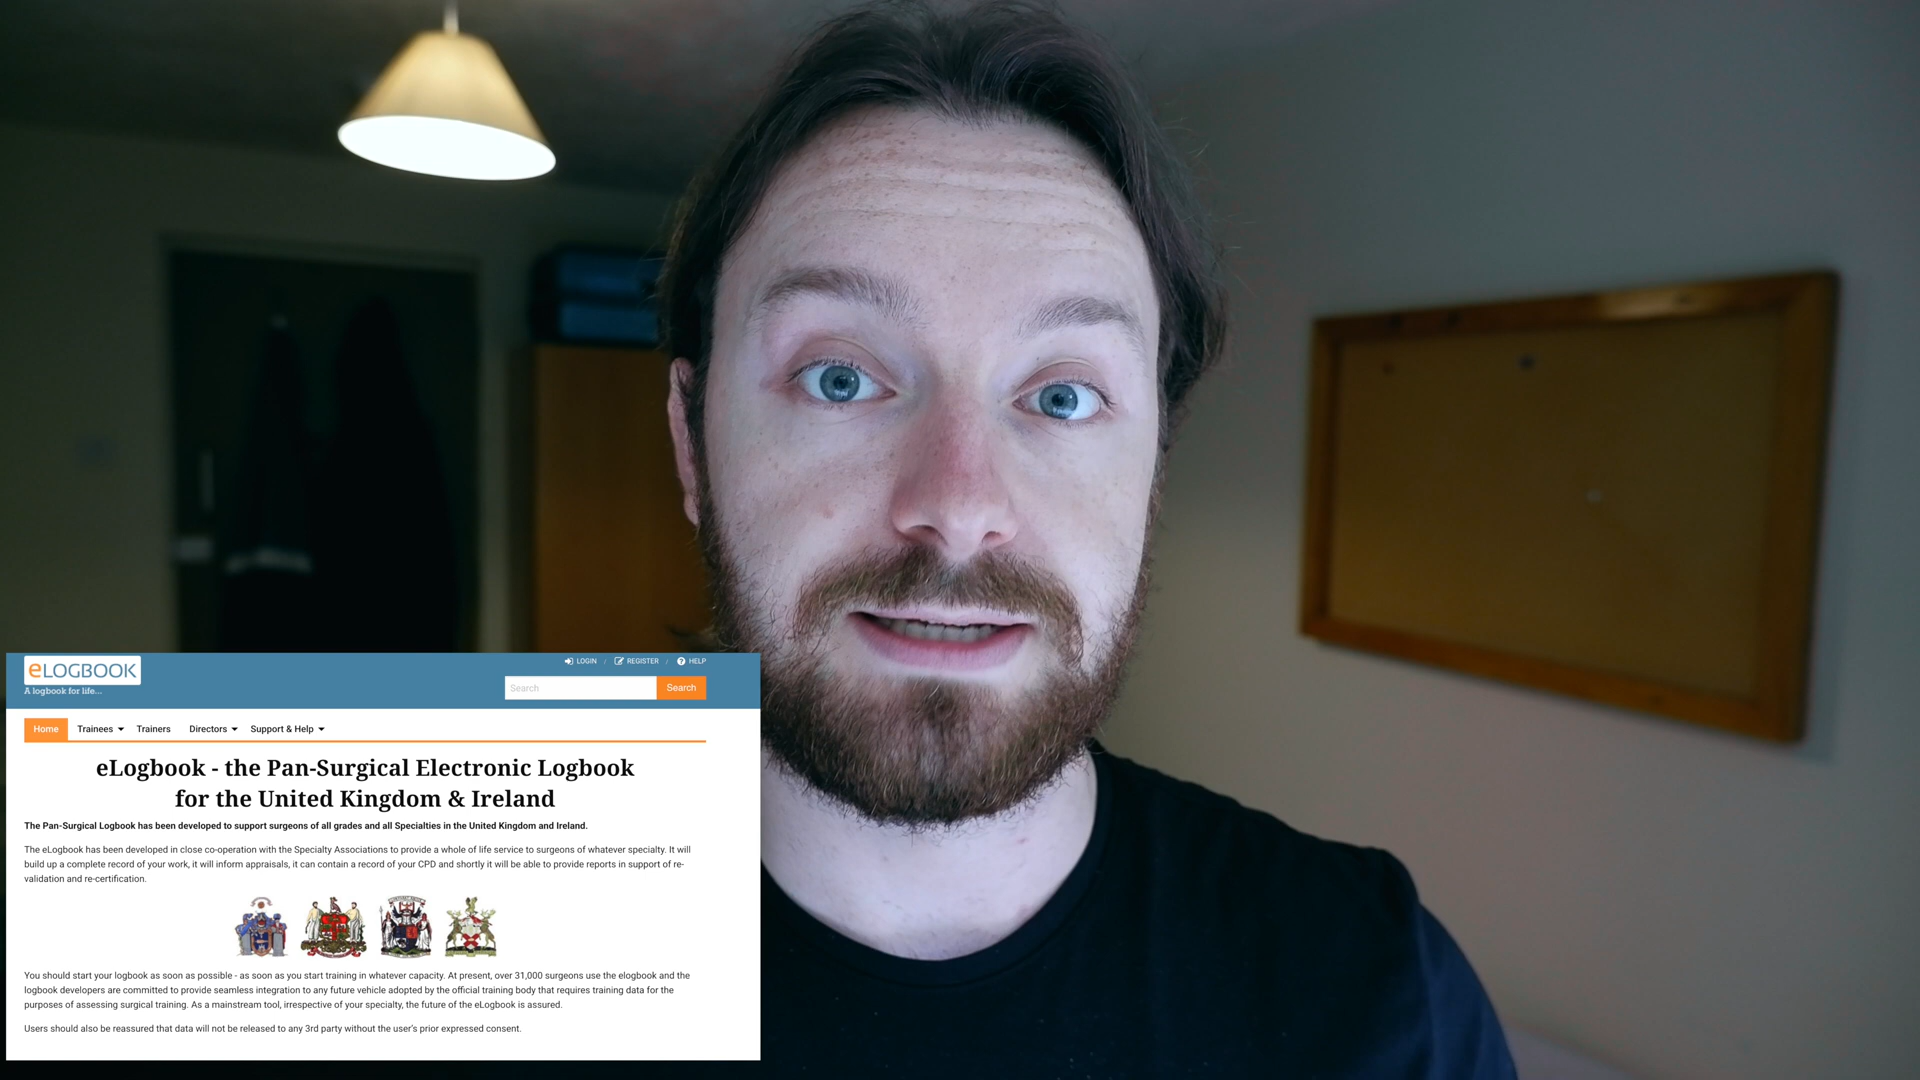 eLOGBOOK
A logbook for life...
LOGIN / REGISTER / HELP
Search Search
Home Trainees Trainers Directors Support & Help
eLogbook - the Pan-Surgical Electronic Logbook
for the United Kingdom & Ireland
The Pan-Surgical Logbook has been developed to support surgeons of all grades and all Specialties in the United Kingdom and Ireland.
The eLogbook has been developed in close co-operation with the Specialty Associations to provide a whole of life service to surgeons of whatever specialty. It will
build up a complete record of your work, it will inform appraisals, it can contain a record of your CPD and shortly it will be able to provide reports in support of re-
validation and re-certification.
You should start your logbook as soon as possible - as soon as you start training in whatever capacity. At present, over 31,000 surgeons use the elogbook and the
logbook developers are committed to provide seamless integration to any future vehicle adopted by the official training body that requires training data for the
purposes of assessing surgical training. As a mainstream tool, irrespective of your specialty, the future of the eLogbook is assured.
Users should also be reassured that data will not be released to any 3rd party without the user's prior expressed consent.